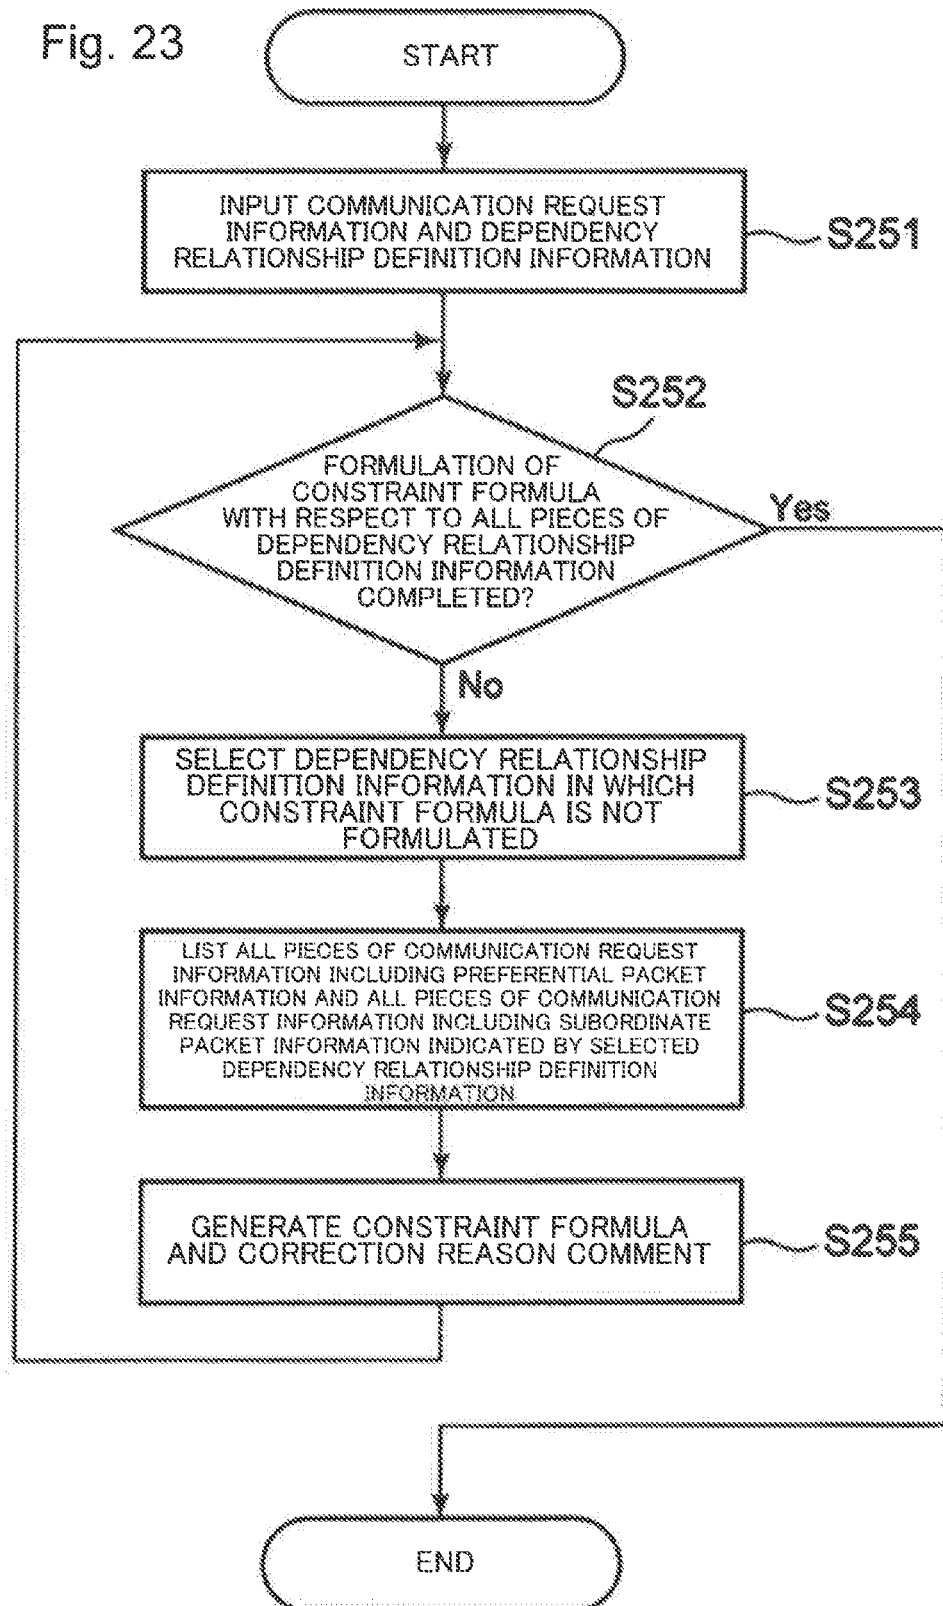 Fig. 23
START
INPUT COMMUNICATION REQUEST
INFORMATION AND DEPENDENCY
RELATIONSHIP DEFINITION INFORMATION
S251
S252
FORMULATION OF
CONSTRAINT FORMULA
WITH RESPECT TO ALL PIECES OF
DEPENDENCY RELATIONSHIP
DEFINITION INFORMATION
COMPLETED?
Yes
No
SELECT DEPENDENCY RELATIONSHIP
DEFINITION INFORMATION IN WHICH
CONSTRAINT FORMULA IS NOT
FORMULATED
S253
LIST ALL PIECES OF COMMUNICATION REQUEST
INFORMATION INCLUDING PREFERENTIAL PACKET
INFORMATION AND ALL PIECES OF COMMUNICATION
REQUEST INFORMATION INCLUDING SUBORDINATE
PACKET INFORMATION INDICATED BY SELECTED
DEPENDENCY RELATIONSHIP DEFINITION
INFORMATION
S254
GENERATE CONSTRAINT FORMULA
AND CORRECTION REASON COMMENT
S255
END